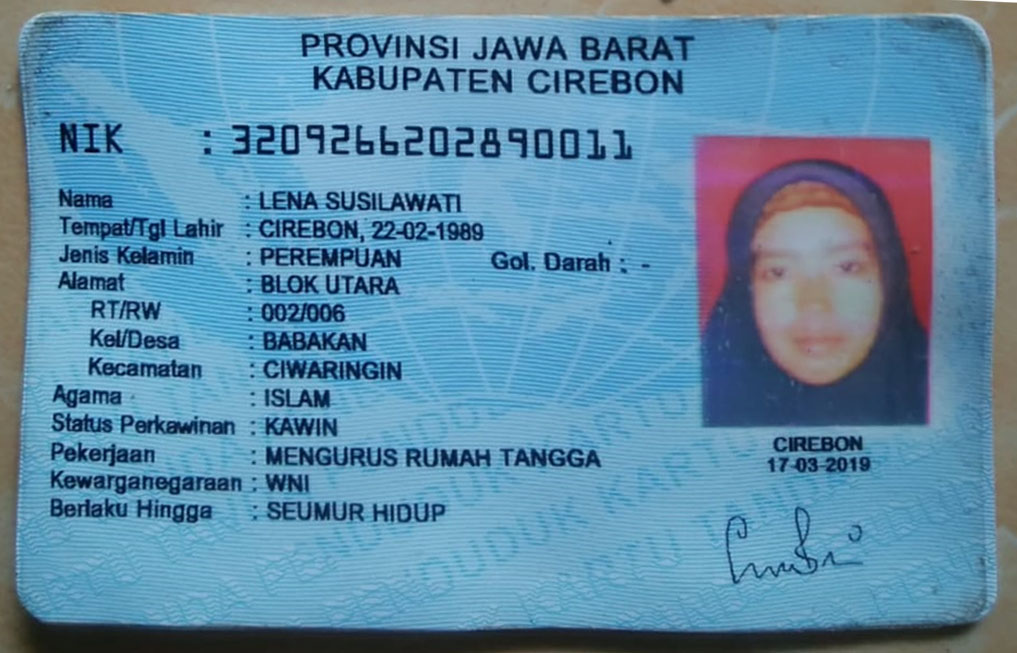 PROVINSI JAWA BARAT
KABUPATEN CIREBON
NIK : 3209266202890011
Nama : LENA SUSILAWATI
Tempat/Tgl Lahir : CIREBON, 22-02-1989
Jenis Kelamin : PEREMPUAN Gol. Darah : -
Alamat : BLOK UTARA
RT/RW : 002/006
Kel/Desa : BABAKAN
Kecamatan : CIWARINGIN
Agama : ISLAM
Status Perkawinan : KAWIN
Pekerjaan : MENGURUS RUMAH TANGGA
Kewarganegaraan : WNI
Berlaku Hingga : SEUMUR HIDUP
CIREBON
17-03-2019